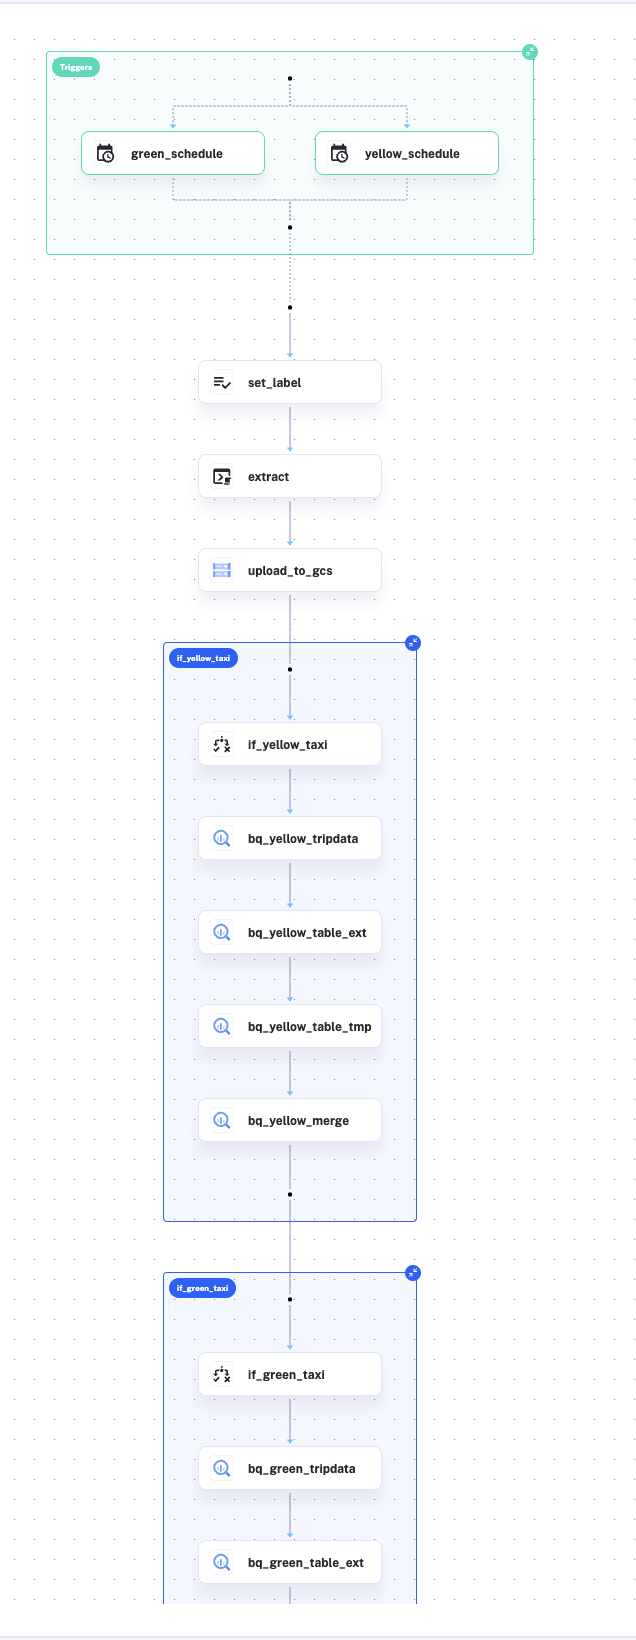 Triggers
green_schedule
yellow_schedule
set_label
extract
upload_to_gcs
if_yellow_taxi
if_yellow_taxi
bq_yellow_tripdata
bq_yellow_table_ext
bq_yellow_table_tmp
bq_yellow_merge
if_green_taxi
if_green_taxi
bq_green_tripdata
bq_green_table_ext